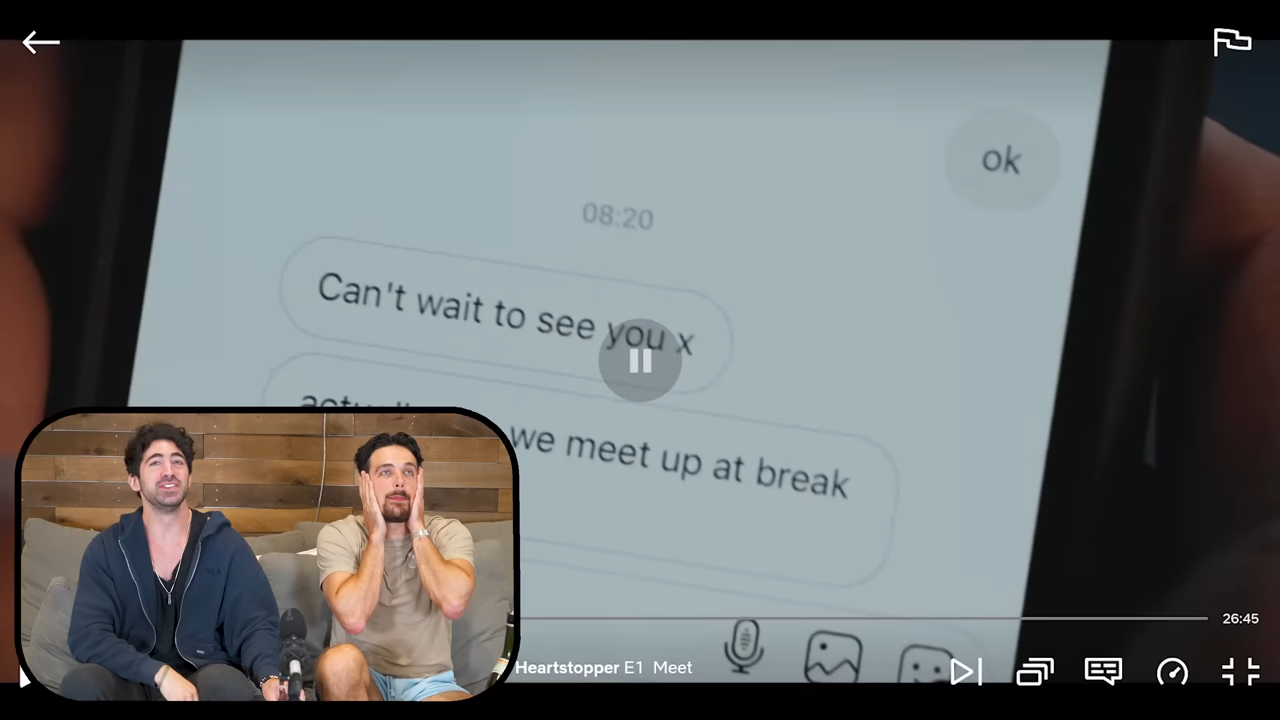 ok
08:20
Can't wait to see you x
we meet up at break
26:45
Heartstopper E1 Meet